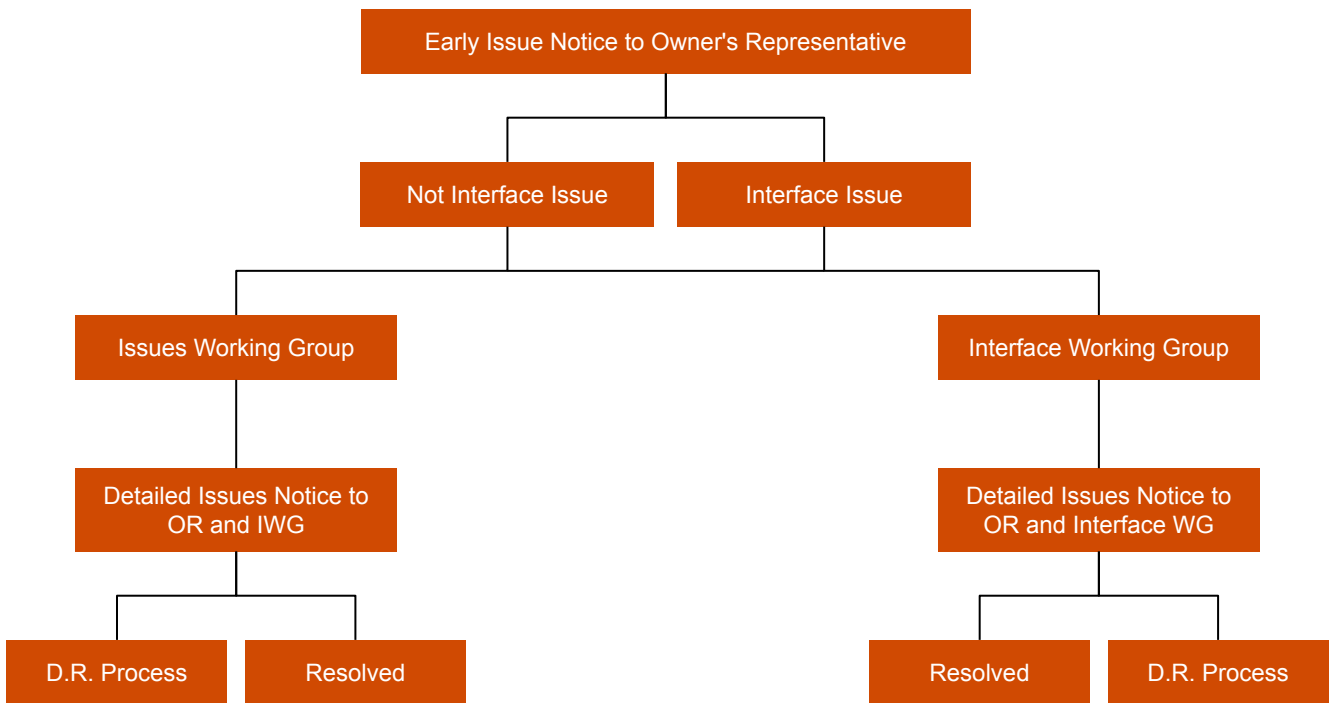 Early Issue Notice to Owner's Representative
Not Interface Issue
Interface Issue
Issues Working Group
Interface Working Group
Detailed Issues Notice to
OR and IWG
Detailed Issues Notice to
OR and Interface WG
D.R. Process
Resolved
Resolved
D.R. Process